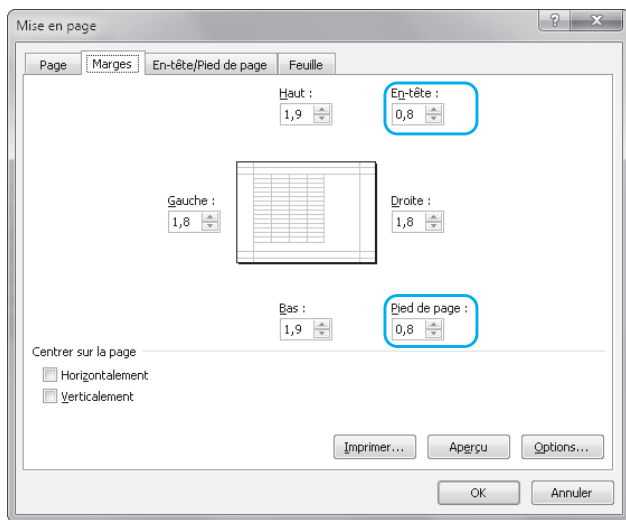 Mise en page
Page Marges En-tête/Pied de page Feuille
Haut : En-tête :
1,9 0,8
Gauche : Droite :
1,8 1,8
Bas : Pied de page :
1,9 0,8
Centrer sur la page
Horizontalement
Verticalement
Imprimer... Aperçu Options...
OK Annuler